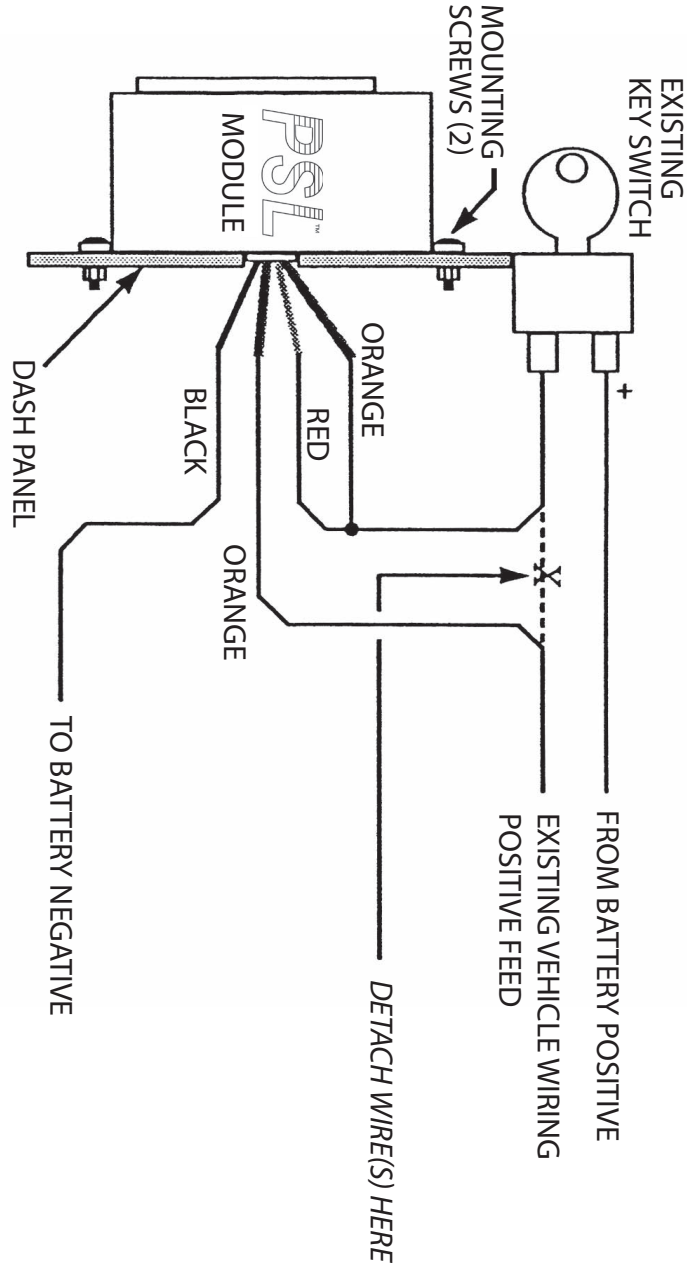 EXISTING
KEY SWITCH
MOUNTING
SCREWS (2)
PSL™
MODULE
+
ORANGE
RED
BLACK
ORANGE
DASH PANEL
FROM BATTERY POSITIVE
EXISTING VEHICLE WIRING
POSITIVE FEED
DETACH WIRE(S) HERE
TO BATTERY NEGATIVE